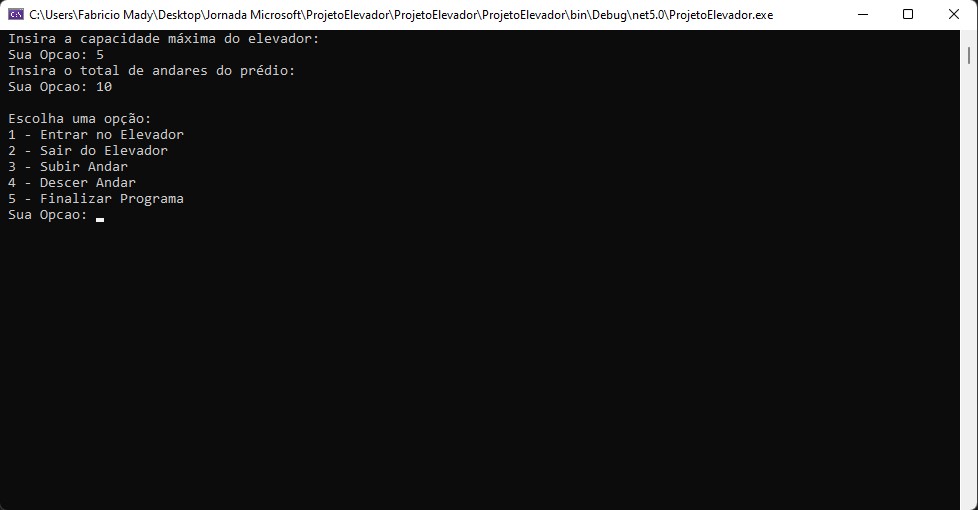 C:\Users\Fabricio Mady\Desktop\Jornada Microsoft\ProjetoElevador\ProjetoElevador\ProjetoElevador\bin\Debug\net5.0\ProjetoElevador.exe
Insira a capacidade máxima do elevador:
Sua Opcao: 5
Insira o total de andares do prédio:
Sua Opcao: 10
Escolha uma opção:
1 - Entrar no Elevador
2 - Sair do Elevador
3 - Subir Andar
4 - Descer Andar
5 - Finalizar Programa
Sua Opcao: